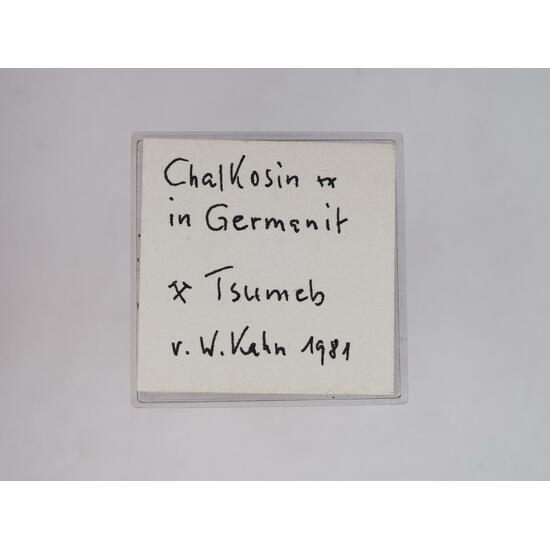 Chalkosin xx
in Germanit
⚒ Tsumeb
v. W. Kahn 1981